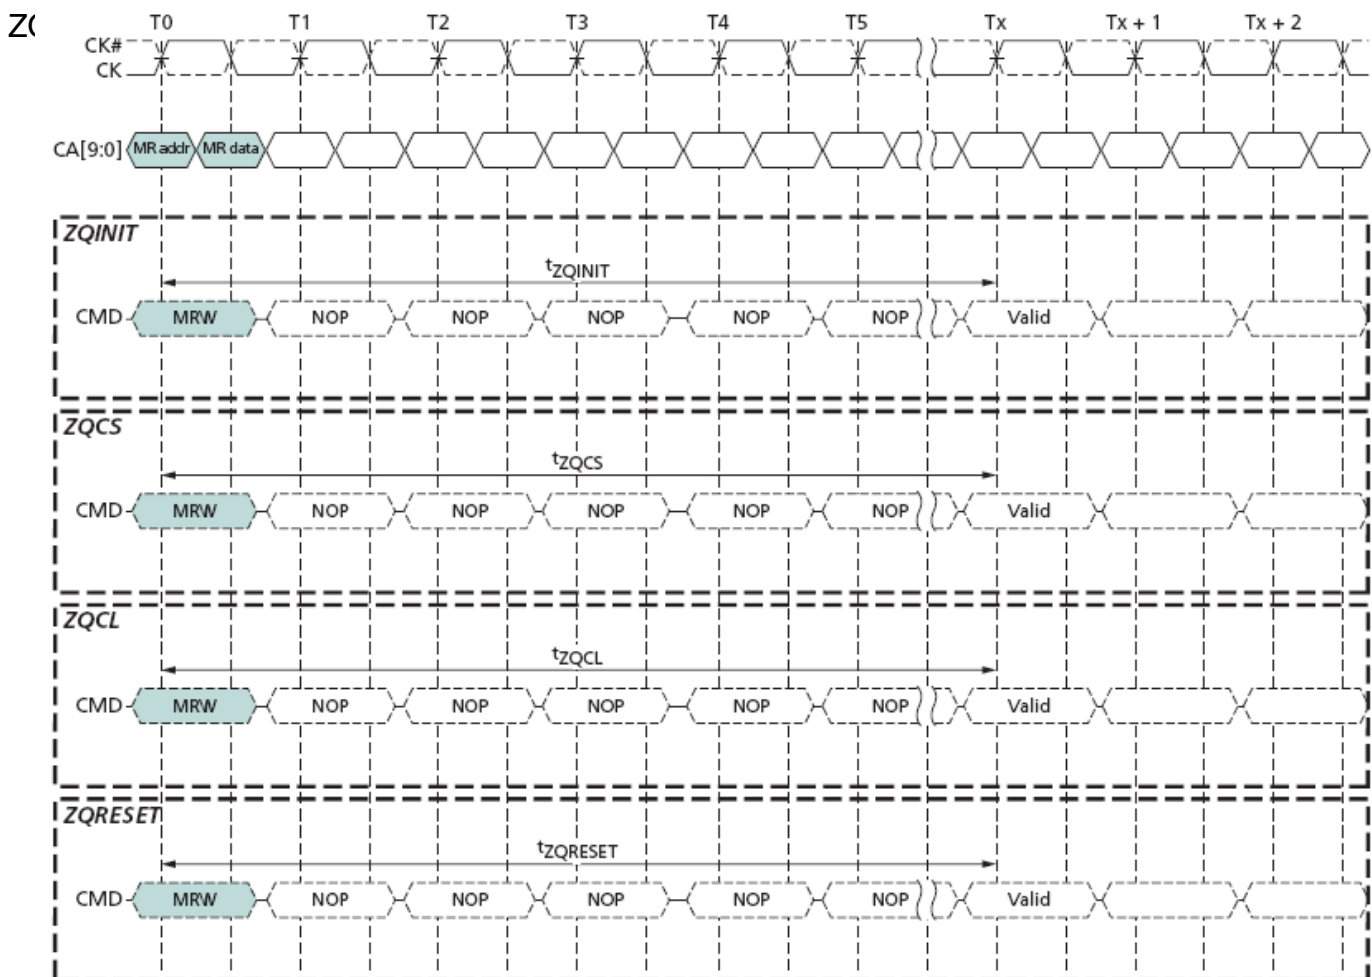 ZQ
T0 T1 T2 T3 T4 T5 Tx Tx + 1 Tx + 2
CK#
CK
CA[9:0] MR addr MR data
ZQINIT
tZQINIT
CMD MRW NOP NOP NOP NOP NOP Valid
ZQCS
tZQCS
CMD MRW NOP NOP NOP NOP NOP Valid
ZQCL
tZQCL
CMD MRW NOP NOP NOP NOP NOP Valid
ZQRESET
tZQRESET
CMD MRW NOP NOP NOP NOP NOP Valid